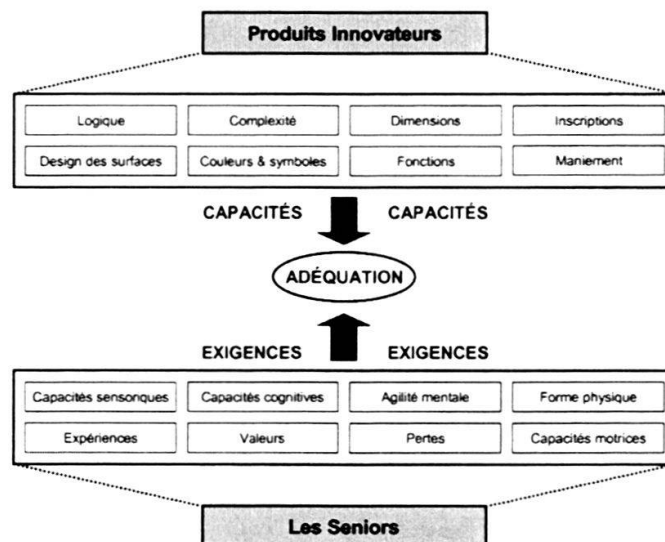 Produits Innovateurs
Logique Complexité Dimensions Inscriptions
Design des surfaces Couleurs & symboles Fonctions Maniement
CAPACITÉS CAPACITÉS
ADÉQUATION
EXIGENCES EXIGENCES
Capacités sensoriques Capacités cognitives Agilité mentale Forme physique
Expériences Valeurs Pertes Capacités motrices
Les Seniors